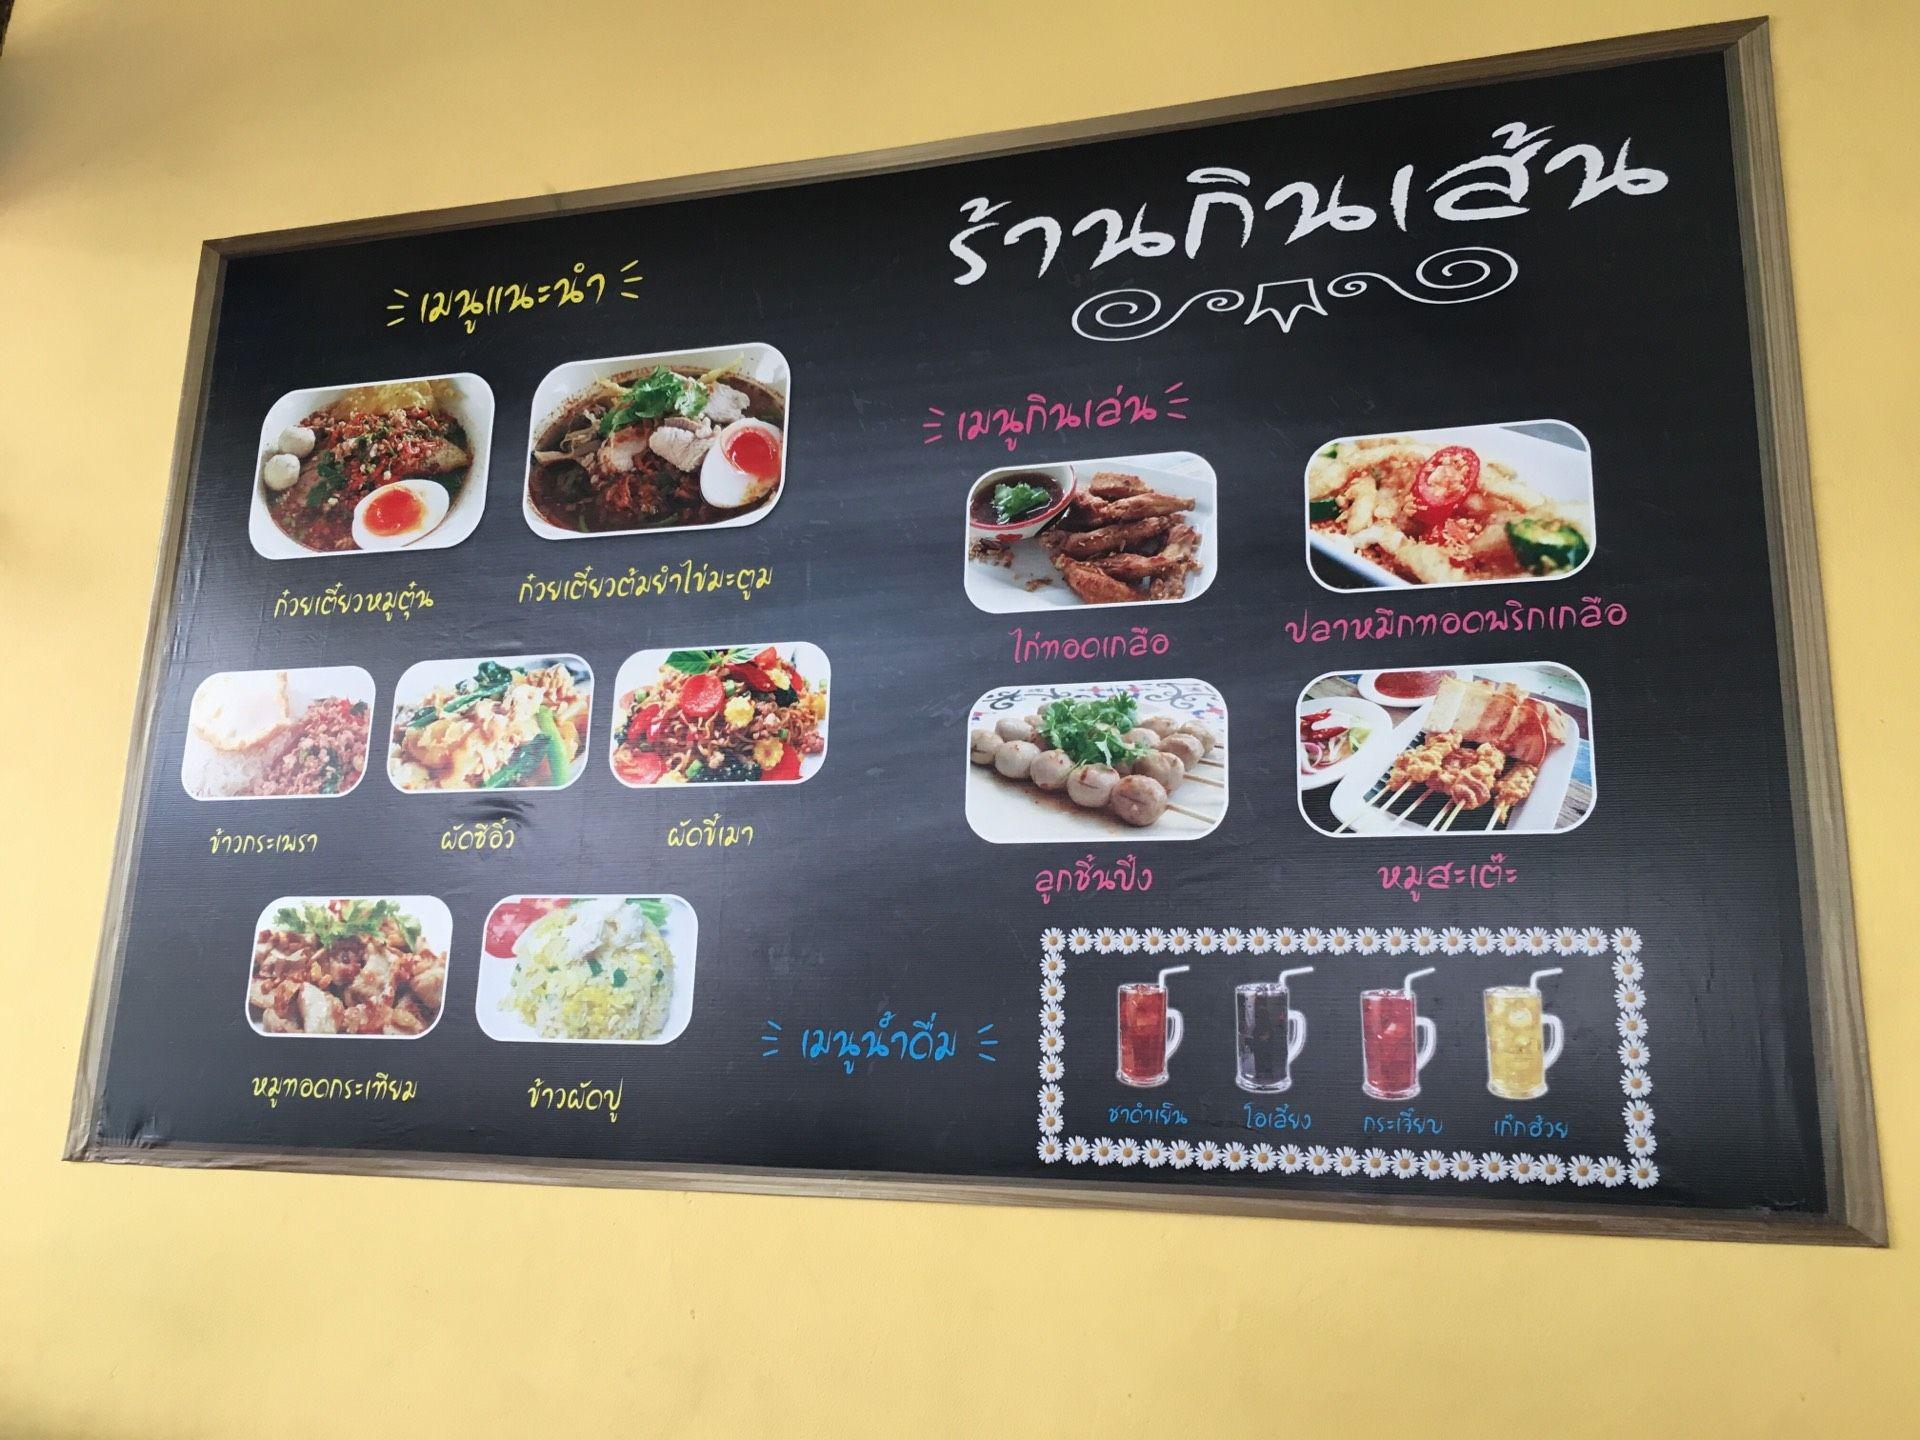 ร้านกินเส้น
เมนูแนะนำ
ก๋วยเตี๋ยวหมูตุ๋น
ก๋วยเตี๋ยวต้มยำไข่มะตูม
ข้าวกระเพรา
ผัดซีอิ๊ว
ผัดขี้เมา
หมูทอดกระเทียม
ข้าวผัดปู
เมนูกินเล่น
ไก่ทอดเกลือ
ปลาหมึกทอดพริกเกลือ
ลูกชิ้นปิ้ง
หมูสะเต๊ะ
เมนูน้ำดื่ม
ชาดำเย็น
โอเลี้ยง
กระเจี๊ยบ
เก๊กฮวย